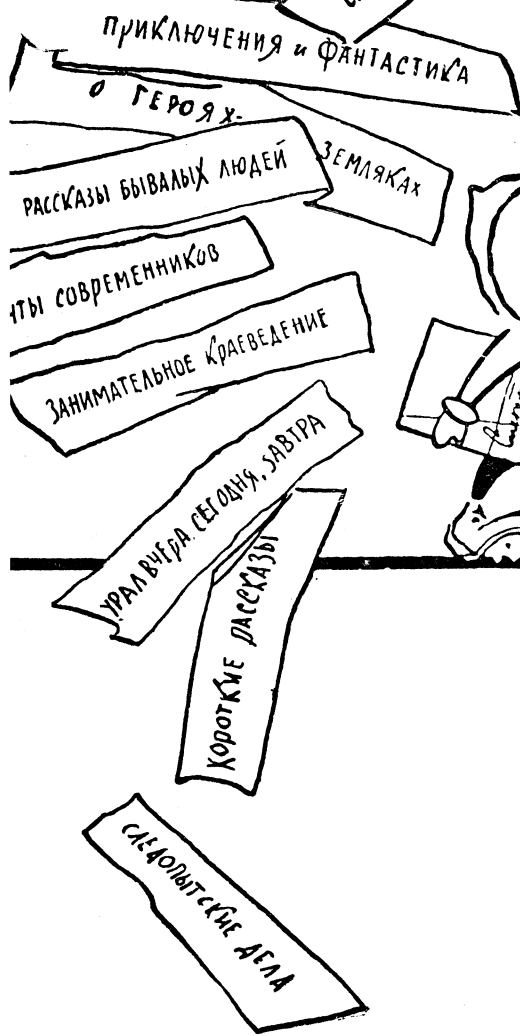 ПРИКЛЮЧЕНИЯ и ФАНТАСТИКА
О ГЕРОЯХ-
ЗЕМЛЯКАХ
РАССКАЗЫ БЫВАЛЫХ ЛЮДЕЙ
СОВРЕМЕННИКОВ
ЗАНИМАТЕЛЬНОЕ КРАЕВЕДЕНИЕ
УРАЛ ВЧЕРА, СЕГОДНЯ, ЗАВТРА
КОРОТКИЕ РАССКАЗЫ
СЛЕДОПЫТСКИЕ ДЕЛА